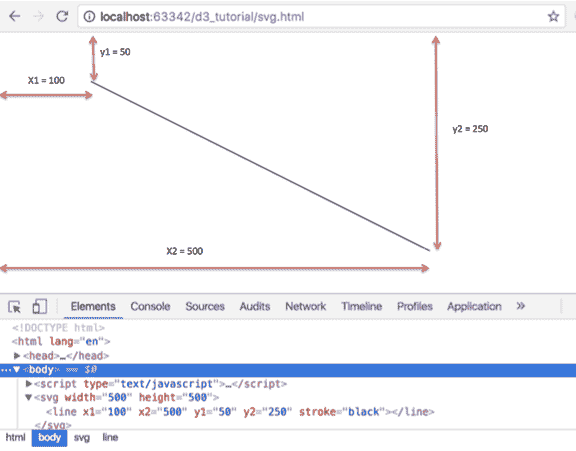 localhost:63342/d3_tutorial/svg.html
y1 = 50
X1 = 100
y2 = 250
X2 = 500
Elements Console Sources Audits Network Timeline Profiles Application »
<!DOCTYPE html>
<html lang="en">
▶<head>…</head>
…▼<body> == $0
▶<script type="text/javascript">…</script>
▼<svg width="500" height="500">
<line x1="100" x2="500" y1="50" y2="250" stroke="black"></line>
</svg>
html body svg line